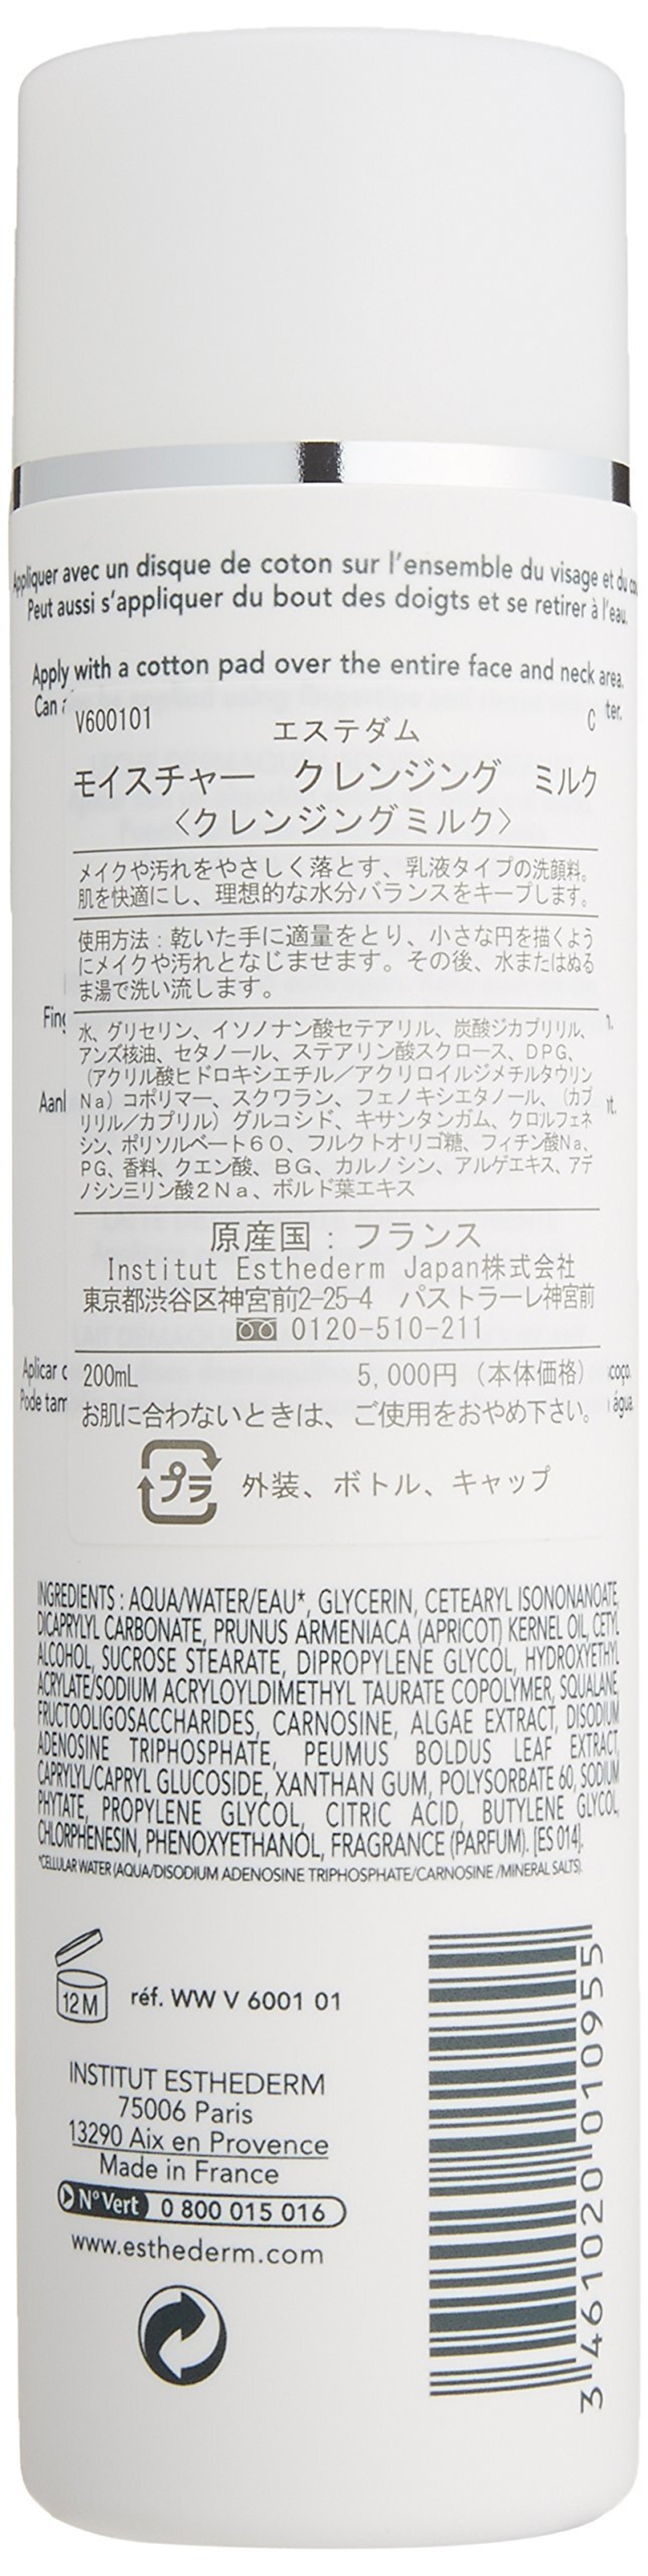 Appliquer avec un disque de coton sur l'ensemble du visage et du
Peut aussi s'appliquer du bout des doigts et se retirer à l'eau.
Apply with a cotton pad over the entire face and neck area.
Can
V600101
C
エステダム
モイスチャー クレンジング ミルク
〈クレンジングミルク〉
メイクや汚れをやさしく落とす、乳液タイプの洗顔料。
肌を快適にし、理想的な水分バランスをキープします。
使用方法：乾いた手に適量をとり、小さな円を描くよう
にメイクや汚れとなじませます。その後、水またはぬる
ま湯で洗い流します。
水、グリセリン、イソノナン酸セテアリル、炭酸ジカプリリル、
アンズ核油、セタノール、ステアリン酸スクロース、DPG、
（アクリル酸ヒドロキシエチル／アクリロイルジメチルタウリン
Na）コポリマー、スクワラン、フェノキシエタノール、（カプ
リリル／カプリル）グルコシド、キサンタンガム、クロルフェネ
シン、ポリソルベート60、フルクトオリゴ糖、フィチン酸Na、
PG、香料、クエン酸、BG、カルノシン、アルゲエキス、アデ
ノシン三リン酸2Na、ボルド葉エキス
原産国：フランス
Institut Esthederm Japan株式会社
東京都渋谷区神宮前2-25-4 パストラーレ神宮前
0120-510-211
Aplicar
200mL 5,000円（本体価格）
Pode
água.
お肌に合わないときは、ご使用をおやめ下さい。
プラ 外装、ボトル、キャップ
INGREDIENTS : AQUA/WATER/EAU*, GLYCERIN, CETEARYL ISONONANOATE,
DICAPRYLYL CARBONATE, PRUNUS ARMENIACA (APRICOT) KERNEL OIL, CETYL
ALCOHOL, SUCROSE STEARATE, DIPROPYLENE GLYCOL, HYDROXYETHYL
ACRYLATE/SODIUM ACRYLOYLDIMETHYL TAURATE COPOLYMER, SQUALANE,
FRUCTOOLIGOSACCHARIDES, CARNOSINE, ALGAE EXTRACT, DISODIUM
ADENOSINE TRIPHOSPHATE, PEUMUS BOLDUS LEAF EXTRACT,
CAPRYLYL/CAPRYL GLUCOSIDE, XANTHAN GUM, POLYSORBATE 60, SODIUM
PHYTATE, PROPYLENE GLYCOL, CITRIC ACID, BUTYLENE GLYCOL,
CHLORPHENESIN, PHENOXYETHANOL, FRAGRANCE (PARFUM). [ES 014].
*CELLULAR WATER (AQUA/DISODIUM ADENOSINE TRIPHOSPHATE/CARNOSINE /MINERAL SALTS).
12 M
réf. WW V 6001 01
INSTITUT ESTHEDERM
75006 Paris
13290 Aix en Provence
Made in France
N° Vert 0 800 015 016
www.esthederm.com
3 461020 010955